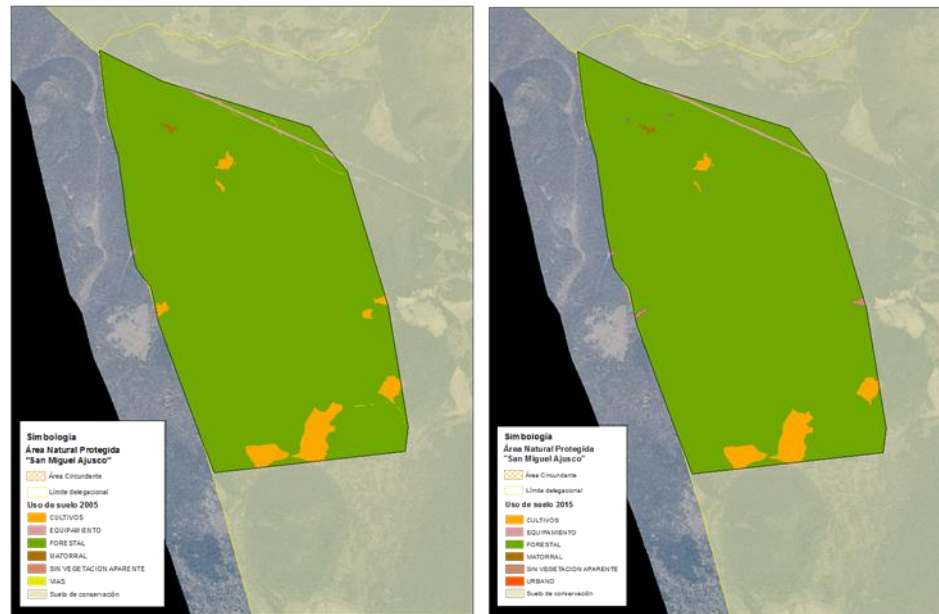 Simbología
Área Natural Protegida
"San Miguel Ajusco"
Área Circundante
Límite delegacional
Uso de suelo 2005
CULTIVOS
EQUIPAMIENTO
FORESTAL
MATORRAL
SIN VEGETACION APARENTE
VIAS
Suelo de conservación
Simbología
Área Natural Protegida
"San Miguel Ajusco"
Área Circundante
Límite delegacional
Uso de suelo 2015
CULTIVOS
EQUIPAMIENTO
FORESTAL
MATORRAL
SIN VEGETACION APARENTE
URBANO
Suelo de conservación